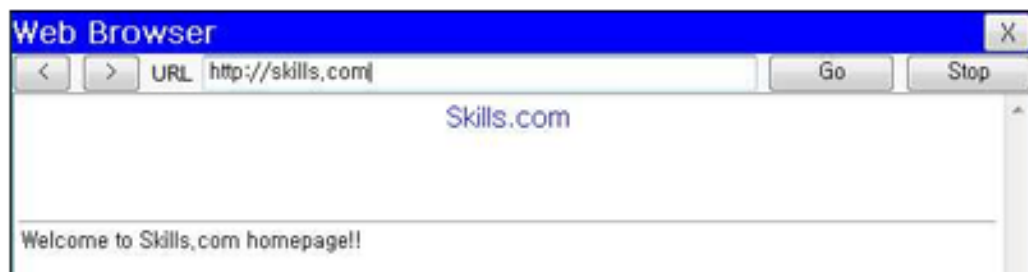 Web Browser X
< > URL http://skills,com Go Stop
Skills.com
Welcome to Skills,com homepage!!